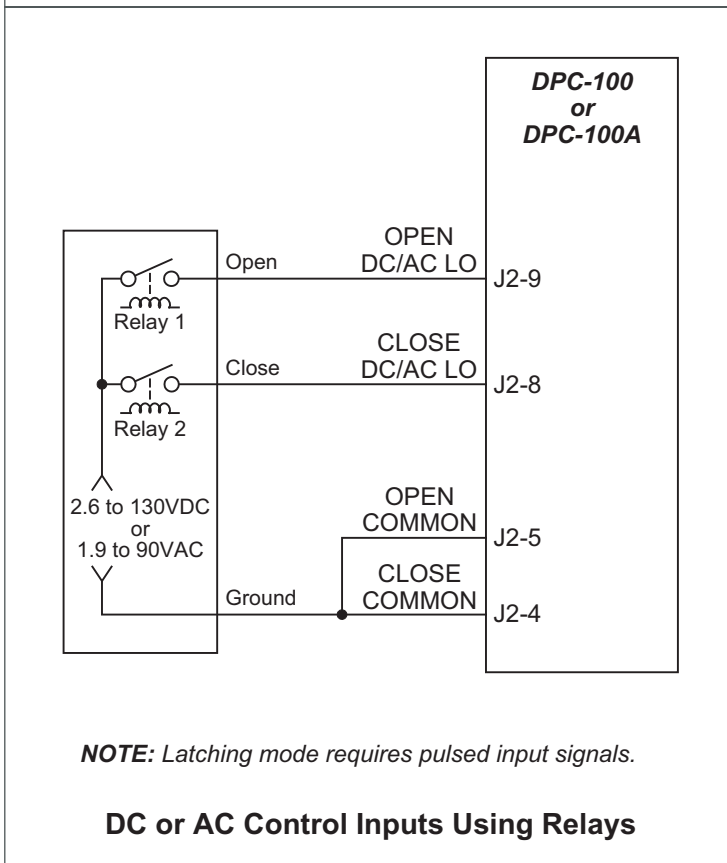 DPC-100
or
DPC-100A
OPEN
DC/AC LO
Open
J2-9
Relay 1
CLOSE
DC/AC LO
Close
J2-8
Relay 2
2.6 to 130VDC
or
1.9 to 90VAC
OPEN
COMMON
J2-5
CLOSE
COMMON
Ground
J2-4
NOTE: Latching mode requires pulsed input signals.
DC or AC Control Inputs Using Relays